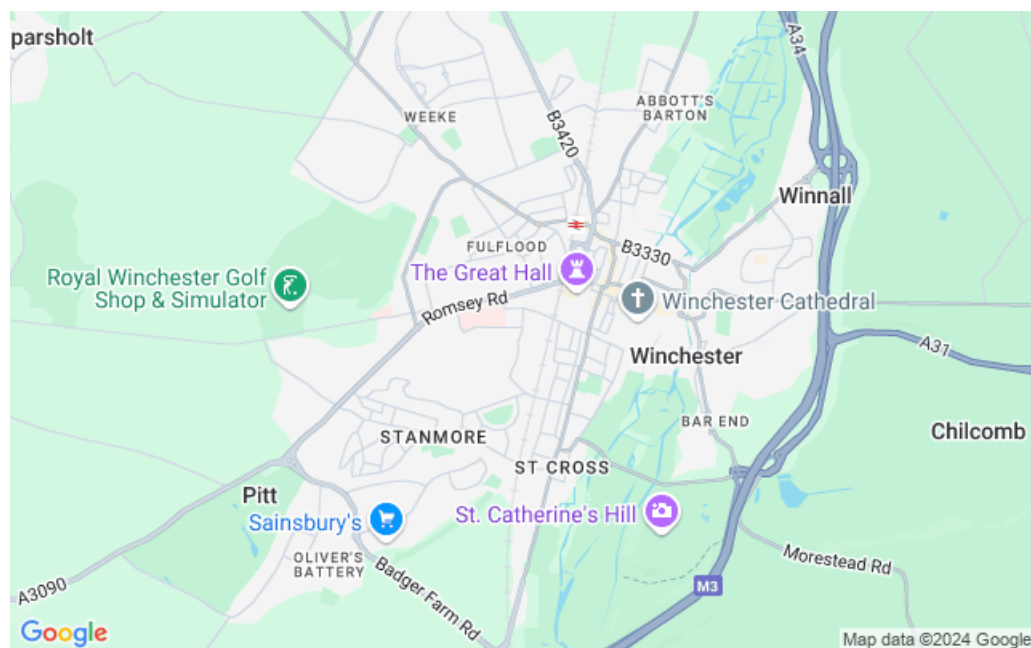 parsholt
A34
ABBOTT'S
BARTON
WEEKE
B3420
Winnall
FULFLOOD
B3330
The Great Hall
Royal Winchester Golf
Shop & Simulator
Romsey Rd
Winchester Cathedral
Winchester
A31
BAR END
Chilcomb
STANMORE
ST CROSS
Pitt
Sainsbury's
St. Catherine's Hill
OLIVER'S
BATTERY
Morestead Rd
A3090
Badger Farm Rd
M3
Google
Map data ©2024 Google